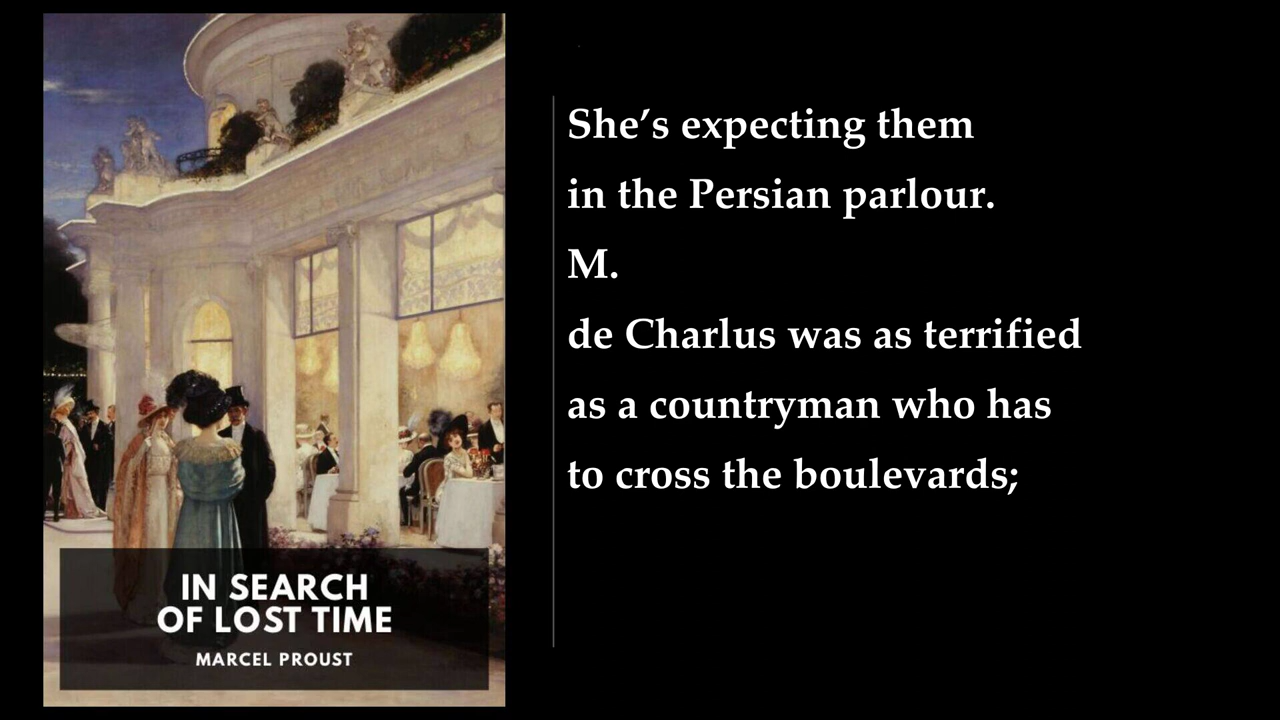 She’s expecting them
in the Persian parlour.
M.
de Charlus was as terrified
as a countryman who has
to cross the boulevards;
IN SEARCH
OF LOST TIME
MARCEL PROUST